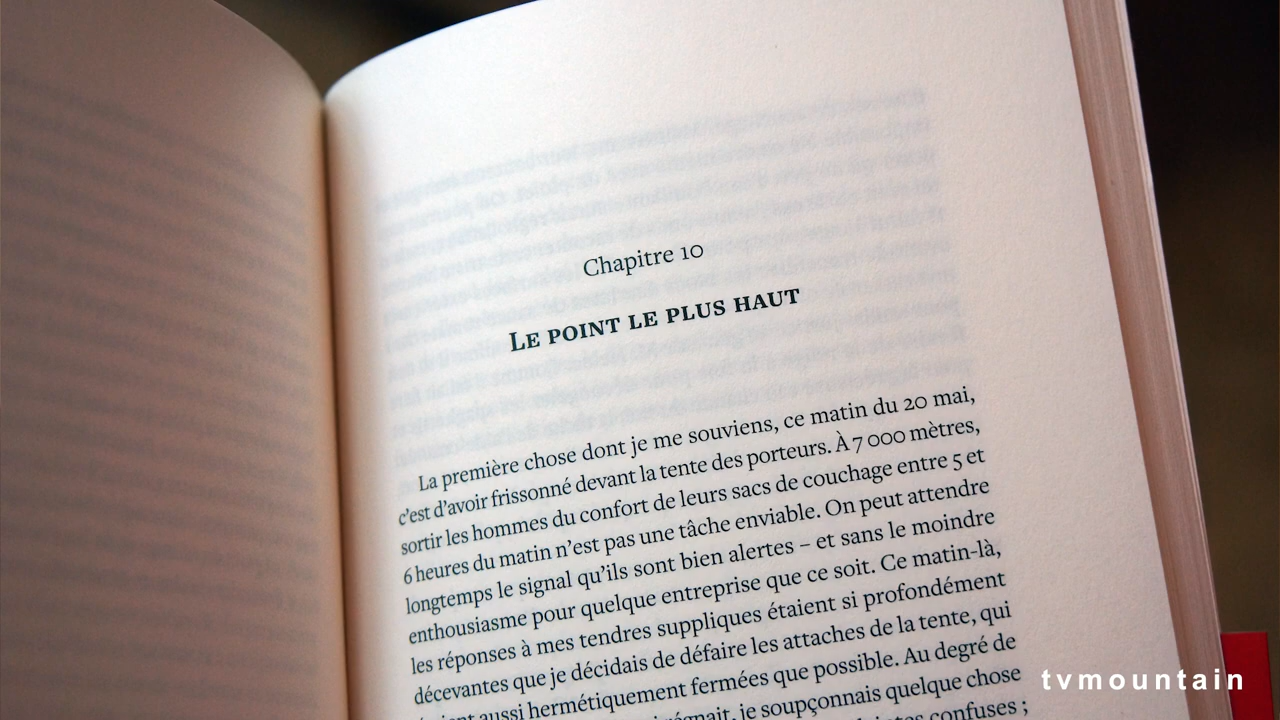 Chapitre 10
LE POINT LE PLUS HAUT
La première chose dont je me souviens, ce matin du 20 mai,
c'est d'avoir frissonné devant la tente des porteurs. À 7 000 mètres,
sortir les hommes du confort de leurs sacs de couchage entre 5 et
6 heures du matin n'est pas une tâche enviable. On peut attendre
longtemps le signal qu'ils sont bien alertes – et sans le moindre
enthousiasme pour quelque entreprise que ce soit. Ce matin-là,
les réponses à mes tendres suppliques étaient si profondément
décevantes que je décidais de défaire les attaches de la tente, qui
aussi hermétiquement fermées que possible. Au degré de
je soupçonnais quelque chose
confuses ;
tvmountain